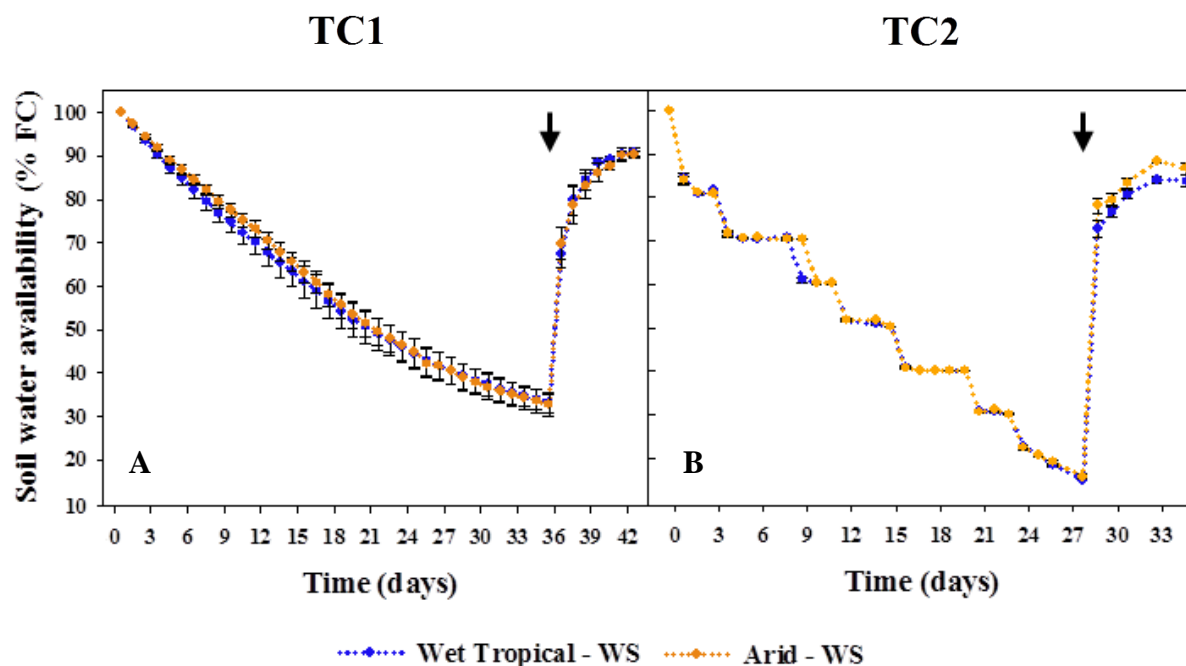 TC1 TC2
Soil water availability (% FC)
100
90
80
70
60
50
40
30
20
10
A B
0 3 6 9 12 15 18 21 24 27 30 33 36 39 42 0 3 6 9 12 15 18 21 24 27 30 33
Time (days) Time (days)
Wet Tropical - WS Arid - WS